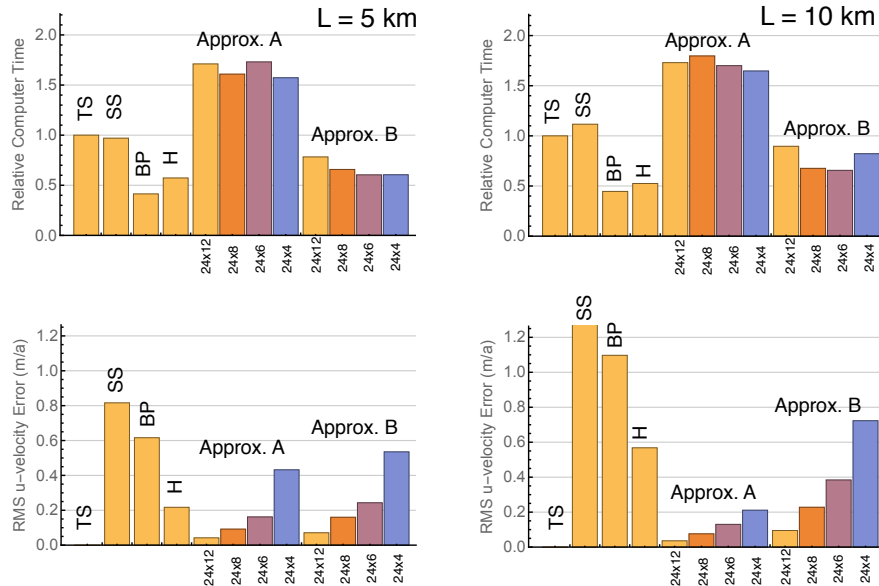 L = 5 km
Relative Computer Time
2.0
1.5
1.0
0.5
0.0
TS
SS
BP
H
Approx. A
Approx. B
24x12
24x8
24x6
24x4
24x12
24x8
24x6
24x4
L = 10 km
Relative Computer Time
2.0
1.5
1.0
0.5
0.0
TS
SS
BP
H
Approx. A
Approx. B
24x12
24x8
24x6
24x4
24x12
24x8
24x6
24x4
RMS u-velocity Error (m/a)
1.2
1.0
0.8
0.6
0.4
0.2
0.0
TS
SS
BP
H
Approx. A
Approx. B
24x12
24x8
24x6
24x4
24x12
24x8
24x6
24x4
RMS u-velocity Error (m/a)
1.2
1.0
0.8
0.6
0.4
0.2
0.0
TS
SS
BP
H
Approx. A
Approx. B
24x12
24x8
24x6
24x4
24x12
24x8
24x6
24x4